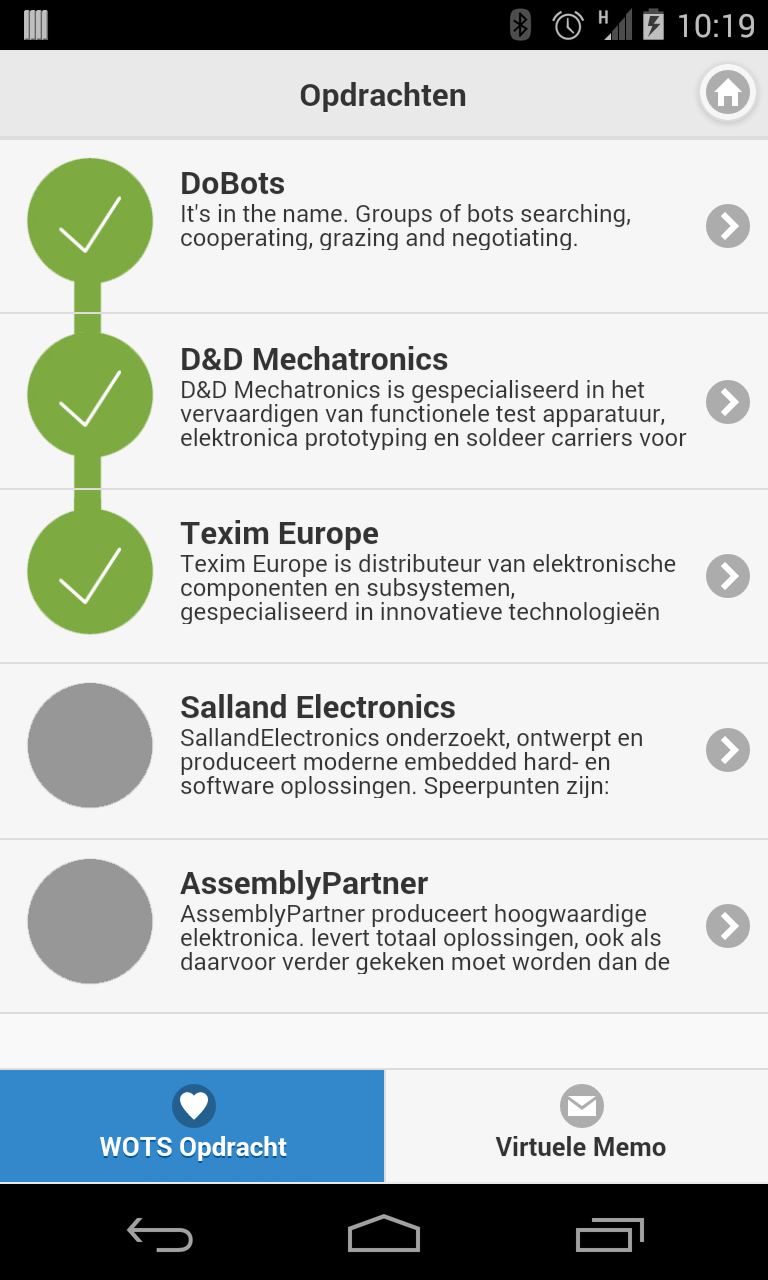 H 10:19
Opdrachten
DoBots
It's in the name. Groups of bots searching,
cooperating, grazing and negotiating.
D&D Mechatronics
D&D Mechatronics is gespecialiseerd in het
vervaardigen van functionele test apparatuur,
elektronica prototyping en soldeer carriers voor
Texim Europe
Texim Europe is distributeur van elektronische
componenten en subsystemen,
gespecialiseerd in innovatieve technologieën
Salland Electronics
SallandElectronics onderzoekt, ontwerpt en
produceert moderne embedded hard- en
software oplossingen. Speerpunten zijn:
AssemblyPartner
AssemblyPartner produceert hoogwaardige
elektronica. levert totaal oplossingen, ook als
daarvoor verder gekeken moet worden dan de
WOTS Opdracht
Virtuele Memo